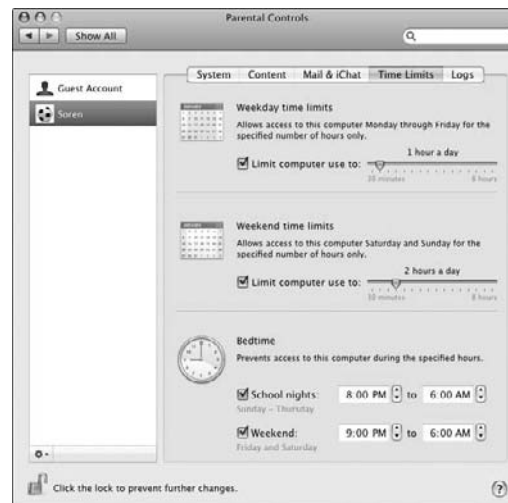 Parental Controls
Show All
System Content Mail & iChat Time Limits Logs
Guest Account
Soren
Weekday time limits
Allows access to this computer Monday through Friday for the
specified number of hours only.
1 hour a day
Limit computer use to:
30 minutes 8 hours
Weekend time limits
Allows access to this computer Saturday and Sunday for the
specified number of hours only.
2 hours a day
Limit computer use to:
30 minutes 8 hours
Bedtime
Prevents access to this computer during the specified hours.
School nights: 8:00 PM to 6:00 AM
Sunday – Thursday
Weekend: 9:00 PM to 6:00 AM
Friday and Saturday
Click the lock to prevent further changes.
?